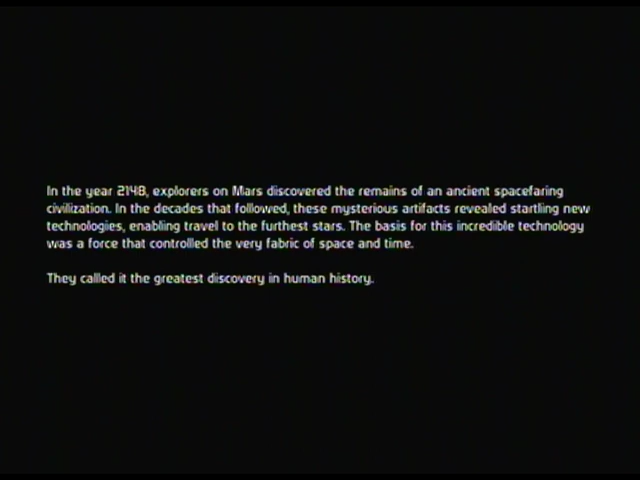 In the year 2148, explorers on Mars discovered the remains of an ancient spacefaring
civilization. In the decades that followed, these mysterious artifacts revealed startling new
technologies, enabling travel to the furthest stars. The basis for this incredible technology
was a force that controlled the very fabric of space and time.
They called it the greatest discovery in human history.